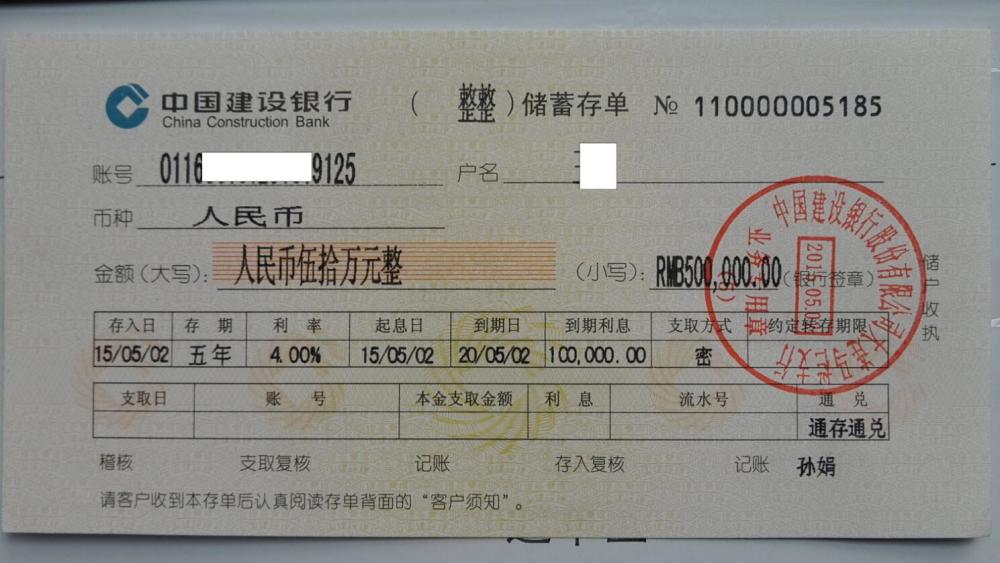 中国建设银行 (整整)储蓄存单 № 110000005185
China Construction Bank
账号 0116 9125 户名
币种 人民币
金额(大写): 人民币伍拾万元整 (小写): RMB500,000.00 (银行签章)
储户收执
中国建设银行股份有限公司大连马栏支行
业务专用章
存入日 存 期 利 率 起息日 到期日 到期利息 支取方式 约定转存期限
15/05/02 五年 4.00% 15/05/02 20/05/02 100,000.00 密
支取日 账 号 本金支取金额 利 息 流水号 通 兑
通存通兑
稽核 支取复核 记账 存入复核 记账 孙娟
请客户收到本存单后认真阅读存单背面的“客户须知”。